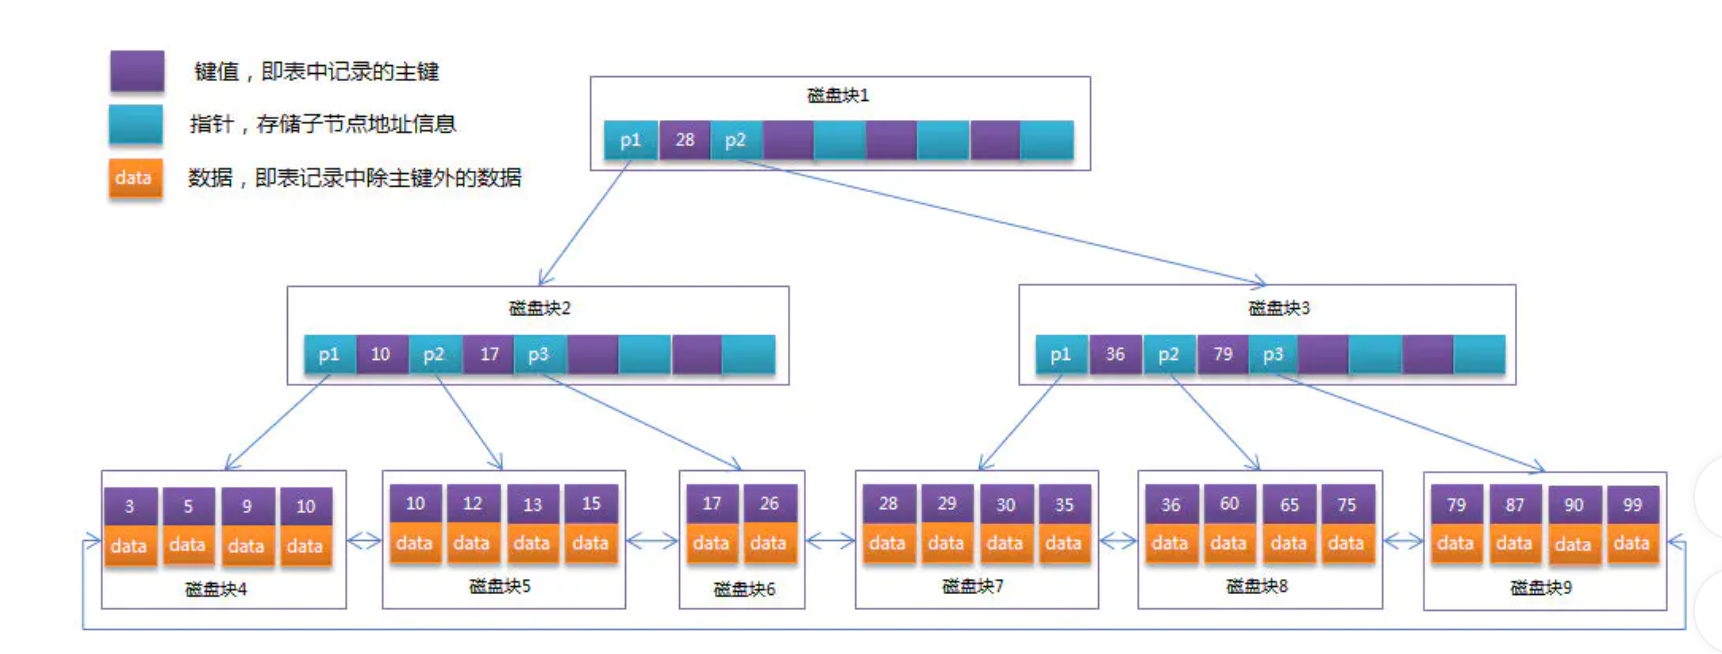 键值，即表中记录的主键
指针，存储子节点地址信息
data 数据，即表记录中除主键外的数据
磁盘块1
p1 28 p2
磁盘块2
p1 10 p2 17 p3
磁盘块3
p1 36 p2 79 p3
3 5 9 10
data data data data
磁盘块4
10 12 13 15
data data data data
磁盘块5
17 26
data data
磁盘块6
28 29 30 35
data data data data
磁盘块7
36 60 65 75
data data data data
磁盘块8
79 87 90 99
data data data data
磁盘块9